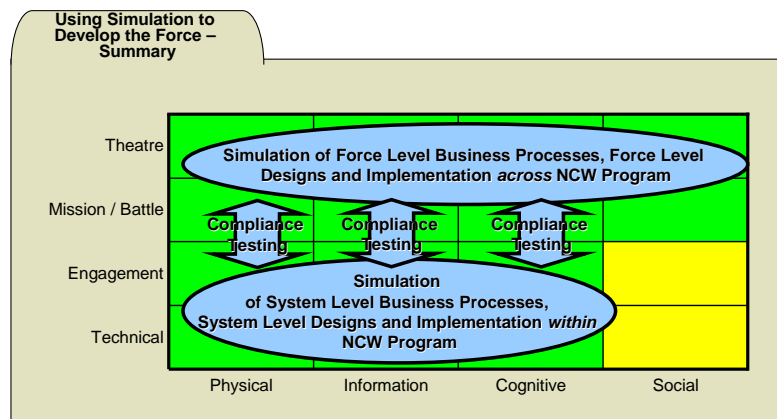 Using Simulation to
Develop the Force –
Summary
Theatre
Simulation of Force Level Business Processes, Force Level
Designs and Implementation across NCW Program
Mission / Battle
Compliance
Testing
Compliance
Testing
Compliance
Testing
Engagement
Simulation
of System Level Business Processes,
System Level Designs and Implementation within
NCW Program
Technical
Physical
Information
Cognitive
Social